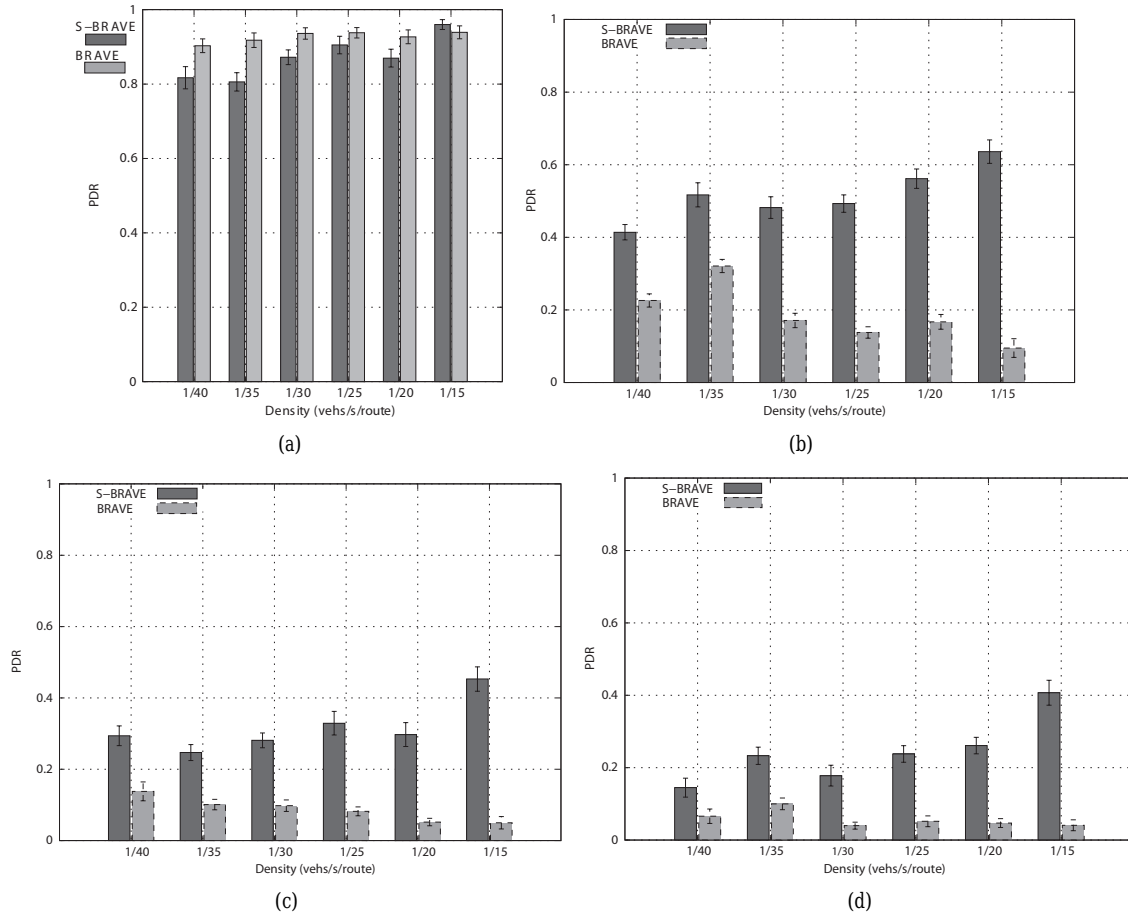 S-BRAVE
BRAVE
1
0.8
0.6
0.4
0.2
0
PDR
1/40 1/35 1/30 1/25 1/20 1/15
Density (vehs/s/route)
(a)
S-BRAVE
BRAVE
1
0.8
0.6
0.4
0.2
0
PDR
1/40 1/35 1/30 1/25 1/20 1/15
Density (vehs/s/route)
(b)
S-BRAVE
BRAVE
1
0.8
0.6
0.4
0.2
0
PDR
1/40 1/35 1/30 1/25 1/20 1/15
Density (vehs/s/route)
(c)
S-BRAVE
BRAVE
1
0.8
0.6
0.4
0.2
0
PDR
1/40 1/35 1/30 1/25 1/20 1/15
Density (vehs/s/route)
(d)